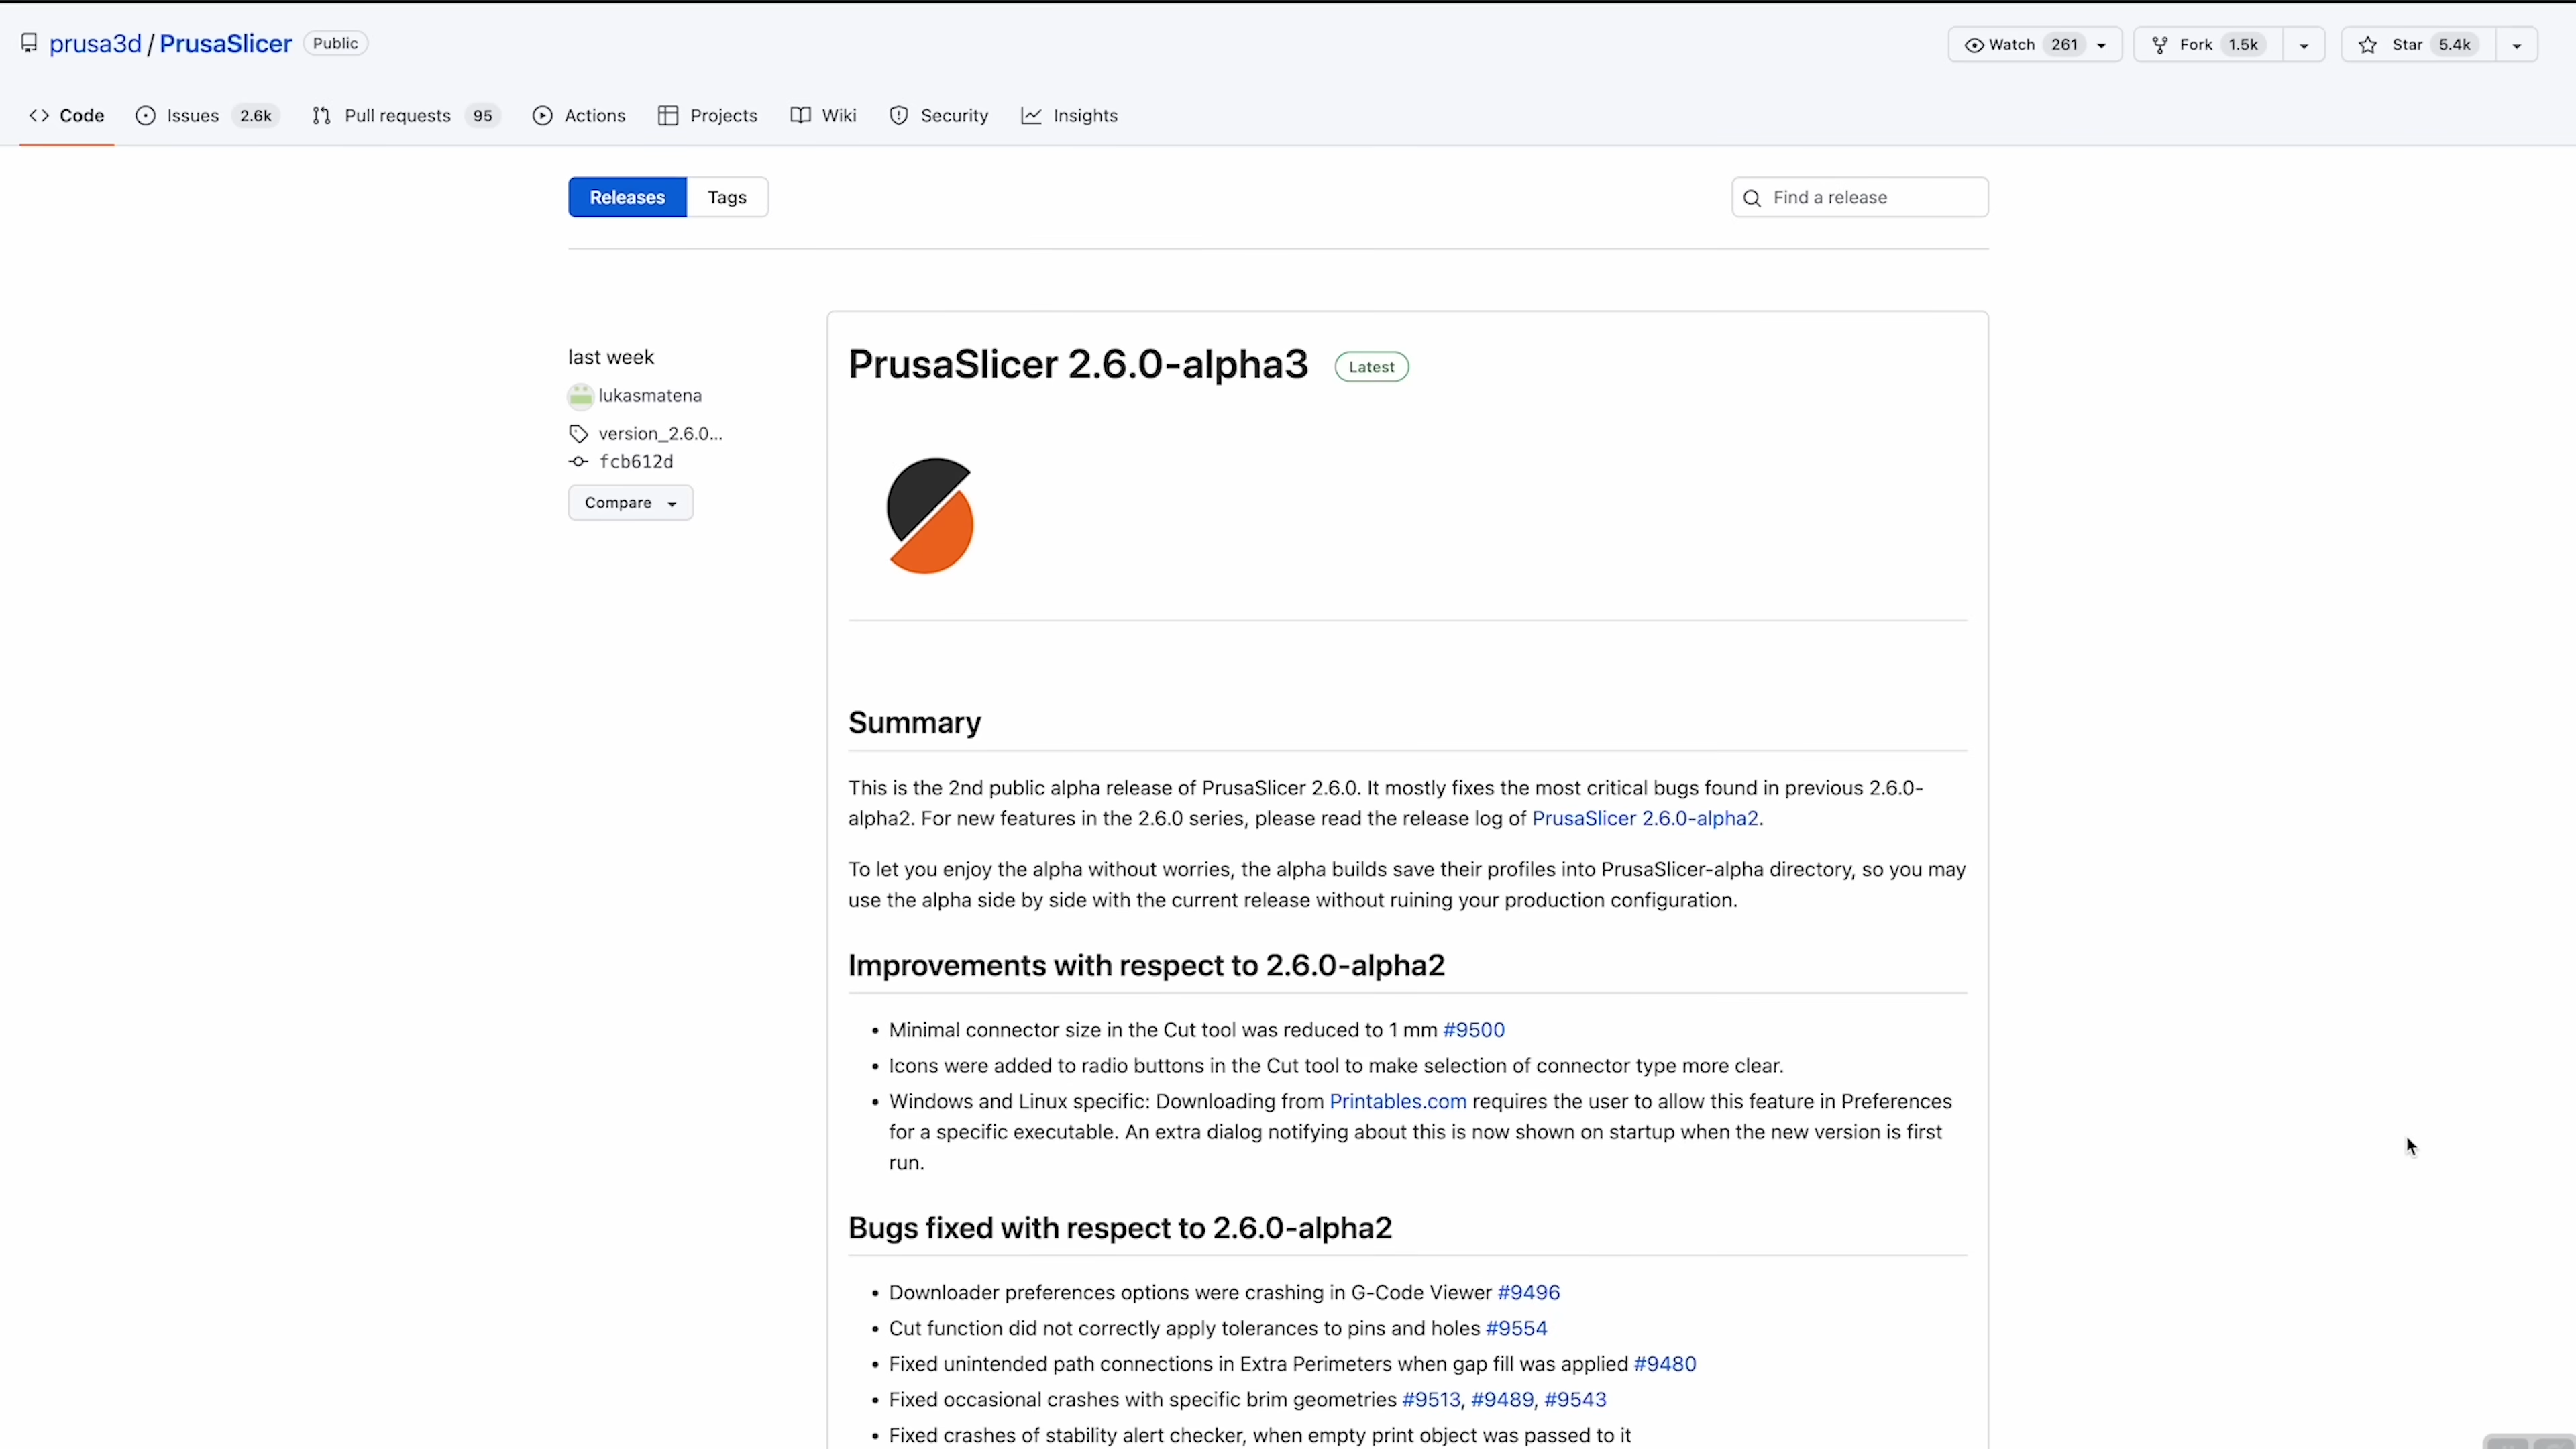 prusa3d / PrusaSlicer Public
Watch 261 Fork 1.5k Star 5.4k
Code Issues 2.6k Pull requests 95 Actions Projects Wiki Security Insights
Releases Tags
Find a release
last week
lukasmatena
version_2.6.0...
fcb612d
Compare
PrusaSlicer 2.6.0-alpha3 Latest
Summary
This is the 2nd public alpha release of PrusaSlicer 2.6.0. It mostly fixes the most critical bugs found in previous 2.6.0-
alpha2. For new features in the 2.6.0 series, please read the release log of PrusaSlicer 2.6.0-alpha2.
To let you enjoy the alpha without worries, the alpha builds save their profiles into PrusaSlicer-alpha directory, so you may
use the alpha side by side with the current release without ruining your production configuration.
Improvements with respect to 2.6.0-alpha2
• Minimal connector size in the Cut tool was reduced to 1 mm #9500
• Icons were added to radio buttons in the Cut tool to make selection of connector type more clear.
• Windows and Linux specific: Downloading from Printables.com requires the user to allow this feature in Preferences
for a specific executable. An extra dialog notifying about this is now shown on startup when the new version is first
run.
Bugs fixed with respect to 2.6.0-alpha2
• Downloader preferences options were crashing in G-Code Viewer #9496
• Cut function did not correctly apply tolerances to pins and holes #9554
• Fixed unintended path connections in Extra Perimeters when gap fill was applied #9480
• Fixed occasional crashes with specific brim geometries #9513, #9489, #9543
• Fixed crashes of stability alert checker, when empty print object was passed to it